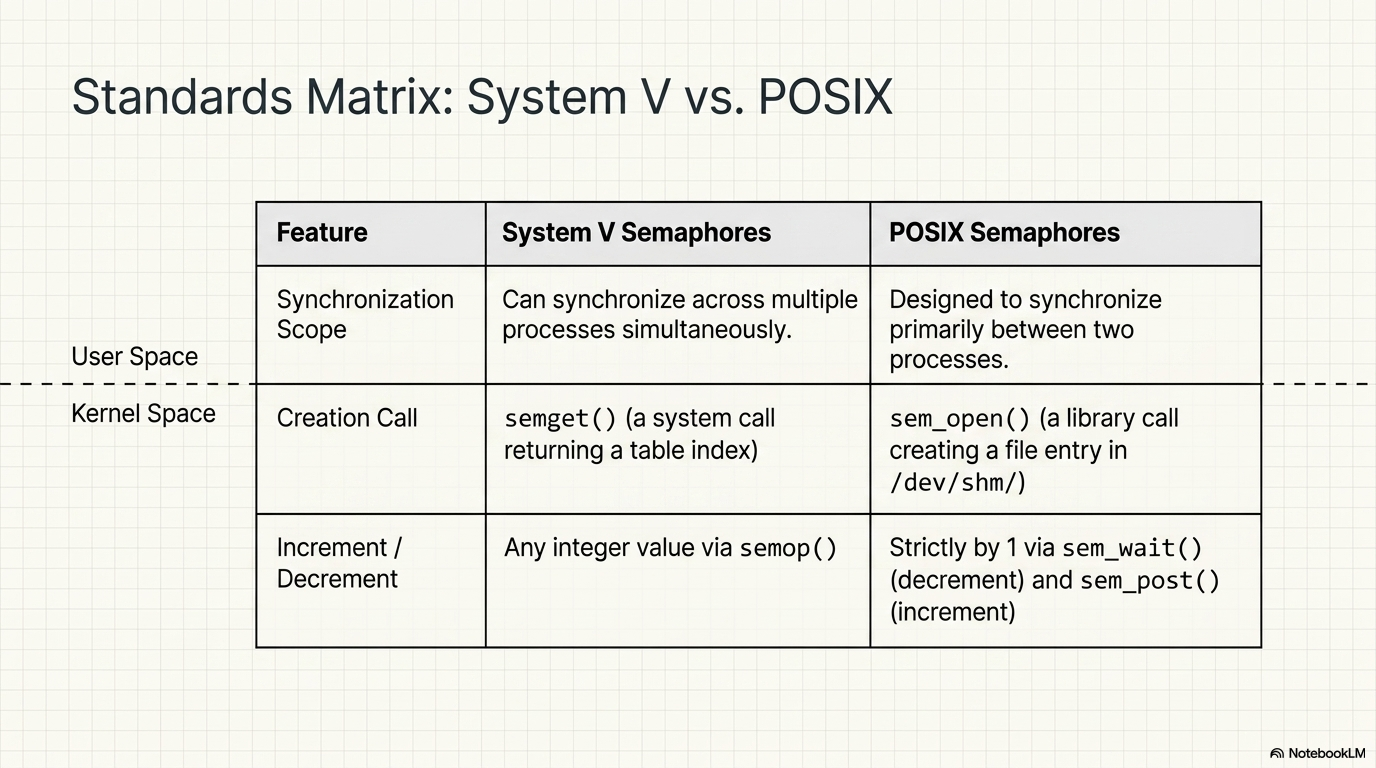 Standards Matrix: System V vs. POSIX
Feature
System V Semaphores
POSIX Semaphores
Synchronization
Scope
Can synchronize across multiple
processes simultaneously.
Designed to synchronize
primarily between two
processes.
User Space
Kernel Space
Creation Call
semget() (a system call
returning a table index)
sem_open() (a library call
creating a file entry in
/dev/shm/)
Increment /
Decrement
Any integer value via semop()
Strictly by 1 via sem_wait()
(decrement) and sem_post()
(increment)
NotebookLM